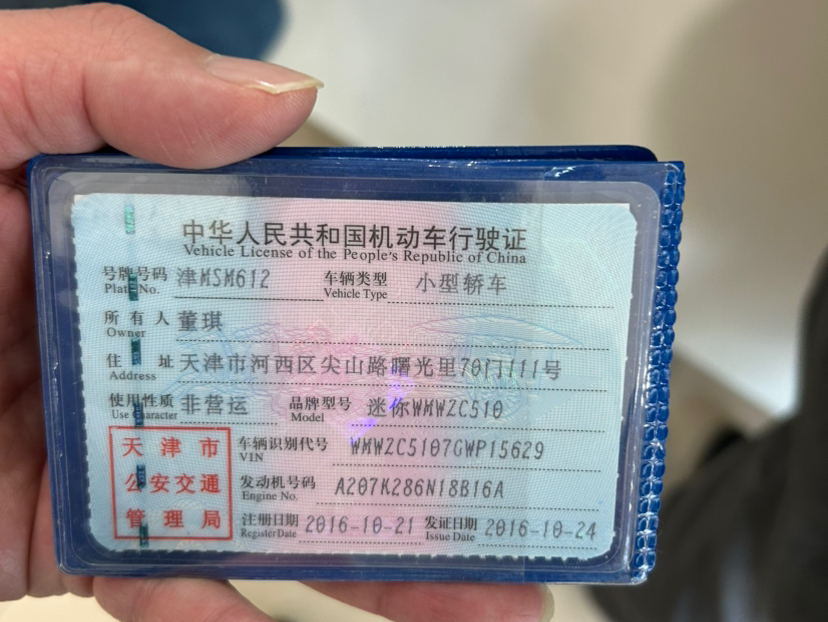 中华人民共和国机动车行驶证
Vehicle License of the People's Republic of China
号牌号码 津MSM612 车辆类型 小型轿车
Plate No. Vehicle Type
所有人 董琪
Owner
住址 天津市河西区尖山路曙光里70门111号
Address
使用性质 非营运 品牌型号 迷你WMWZC510
Use Character Model
天津市
公安交通
管理局
车辆识别代号 WMWZC5107GWP15629
VIN
发动机号码 A207K286N18B16A
Engine No.
注册日期 2016-10-21 发证日期 2016-10-24
Register Date Issue Date